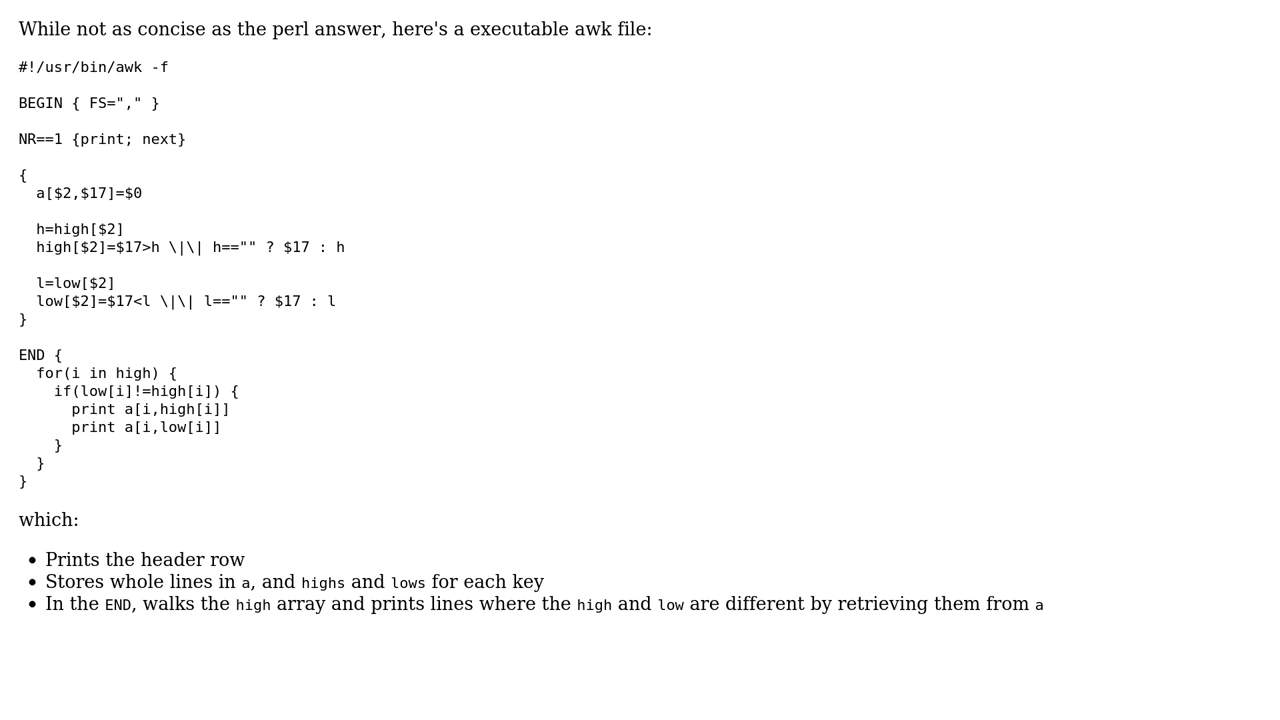 While not as concise as the perl answer, here's a executable awk file:
#!/usr/bin/awk -f
BEGIN { FS="," }
NR==1 {print; next}
{
  a[$2,$17]=$0
  h=high[$2]
  high[$2]=$17>h \|\| h=="" ? $17 : h
  l=low[$2]
  low[$2]=$17<l \|\| l=="" ? $17 : l
}
END {
  for(i in high) {
    if(low[i]!=high[i]) {
      print a[i,high[i]]
      print a[i,low[i]]
    }
  }
}
which:
• Prints the header row
• Stores whole lines in a, and highs and lows for each key
• In the END, walks the high array and prints lines where the high and low are different by retrieving them from a